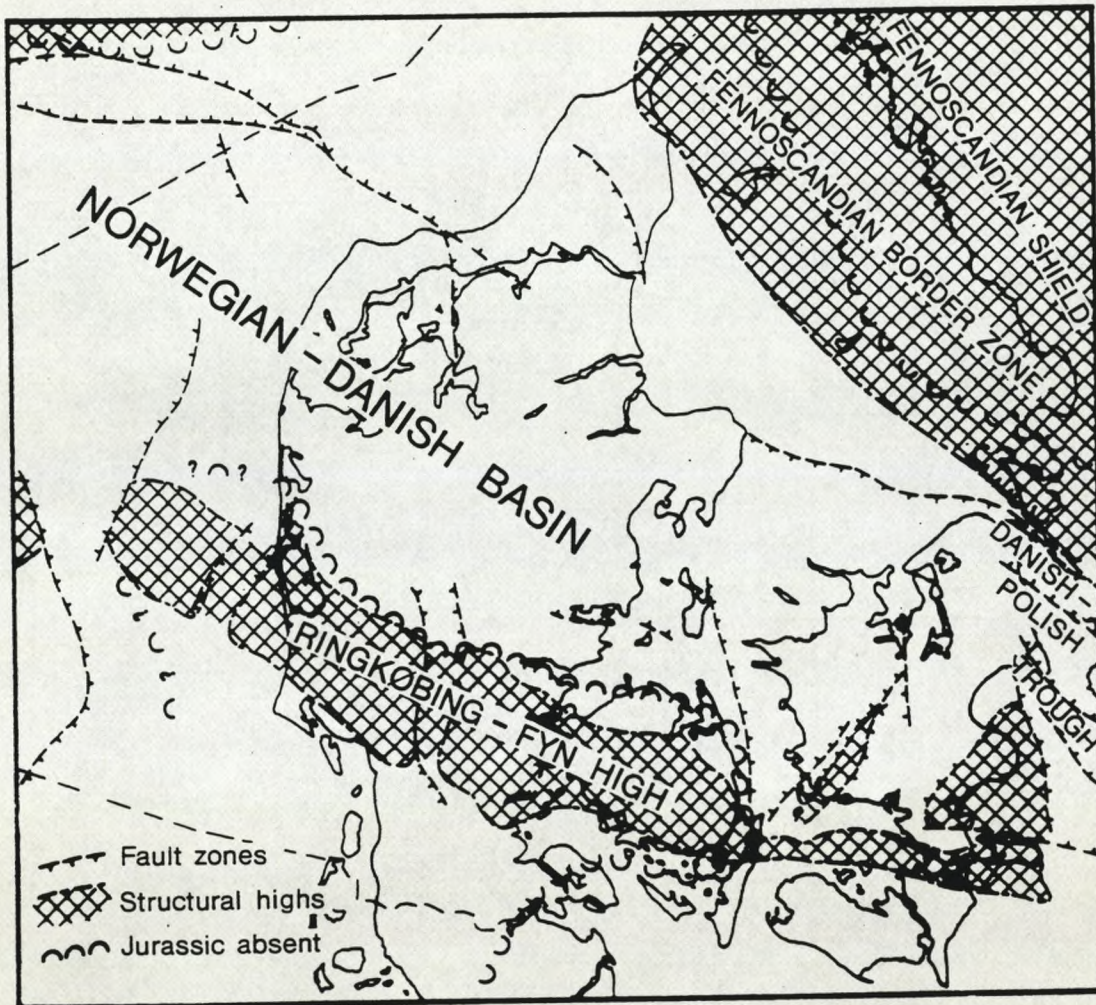 FENNOSCANDIAN SHIELD
FENNOSCANDIAN BORDER ZONE
NORWEGIAN - DANISH BASIN
? ?
DANISH -
POLISH
TROUGH
RINGKØBING - FYN HIGH
Fault zones
Structural highs
Jurassic absent